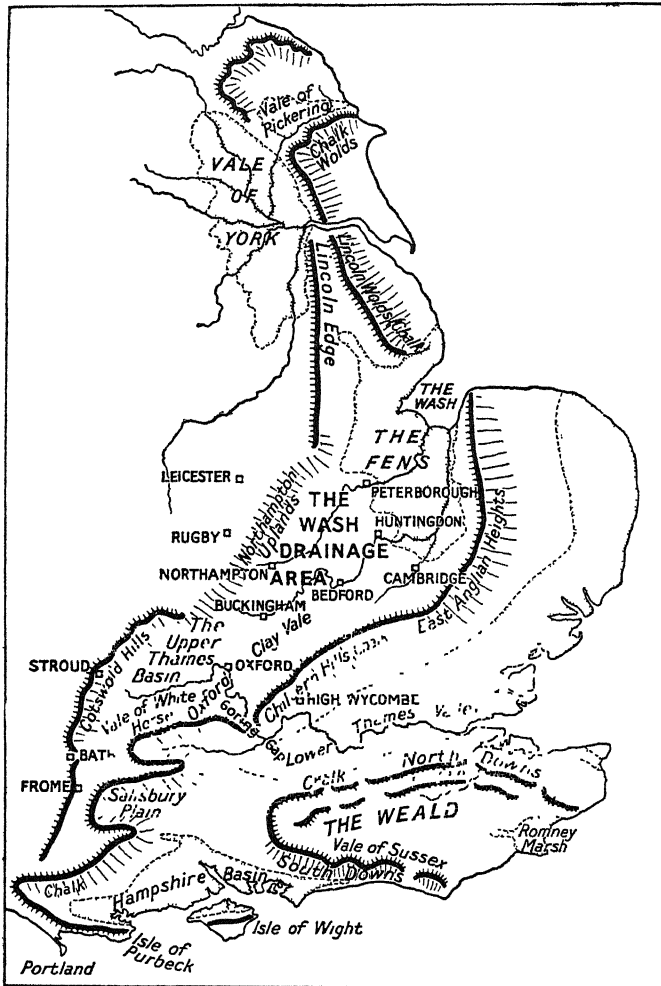 Vale of
Pickering
Chalk
Wolds
VALE
OF
YORK
Lincoln Edge
Lincoln Wolds Chalk
THE
WASH
THE
FENS
LEICESTER
PETERBOROUGH
Northampton
Uplands
THE
WASH
DRAINAGE
AREA
RUGBY
HUNTINGDON
NORTHAMPTON
BEDFORD
CAMBRIDGE
East Anglian Heights
BUCKINGHAM
Clay Vale
The
Upper
Thames
Basin
Cotswold Hills
STROUD
OXFORD
Chiltern Hills
Vale of White
Horse
Oxford
HIGH WYCOMBE
Goring Gap
Lower
Thames
BATH
FROME
Salisbury
Plain
Chalk
North
Downs
THE WEALD
Vale of Sussex
South Downs
Romney
Marsh
Chalk
Hampshire
Basin
Isle of Wight
Isle of
Purbeck
Portland